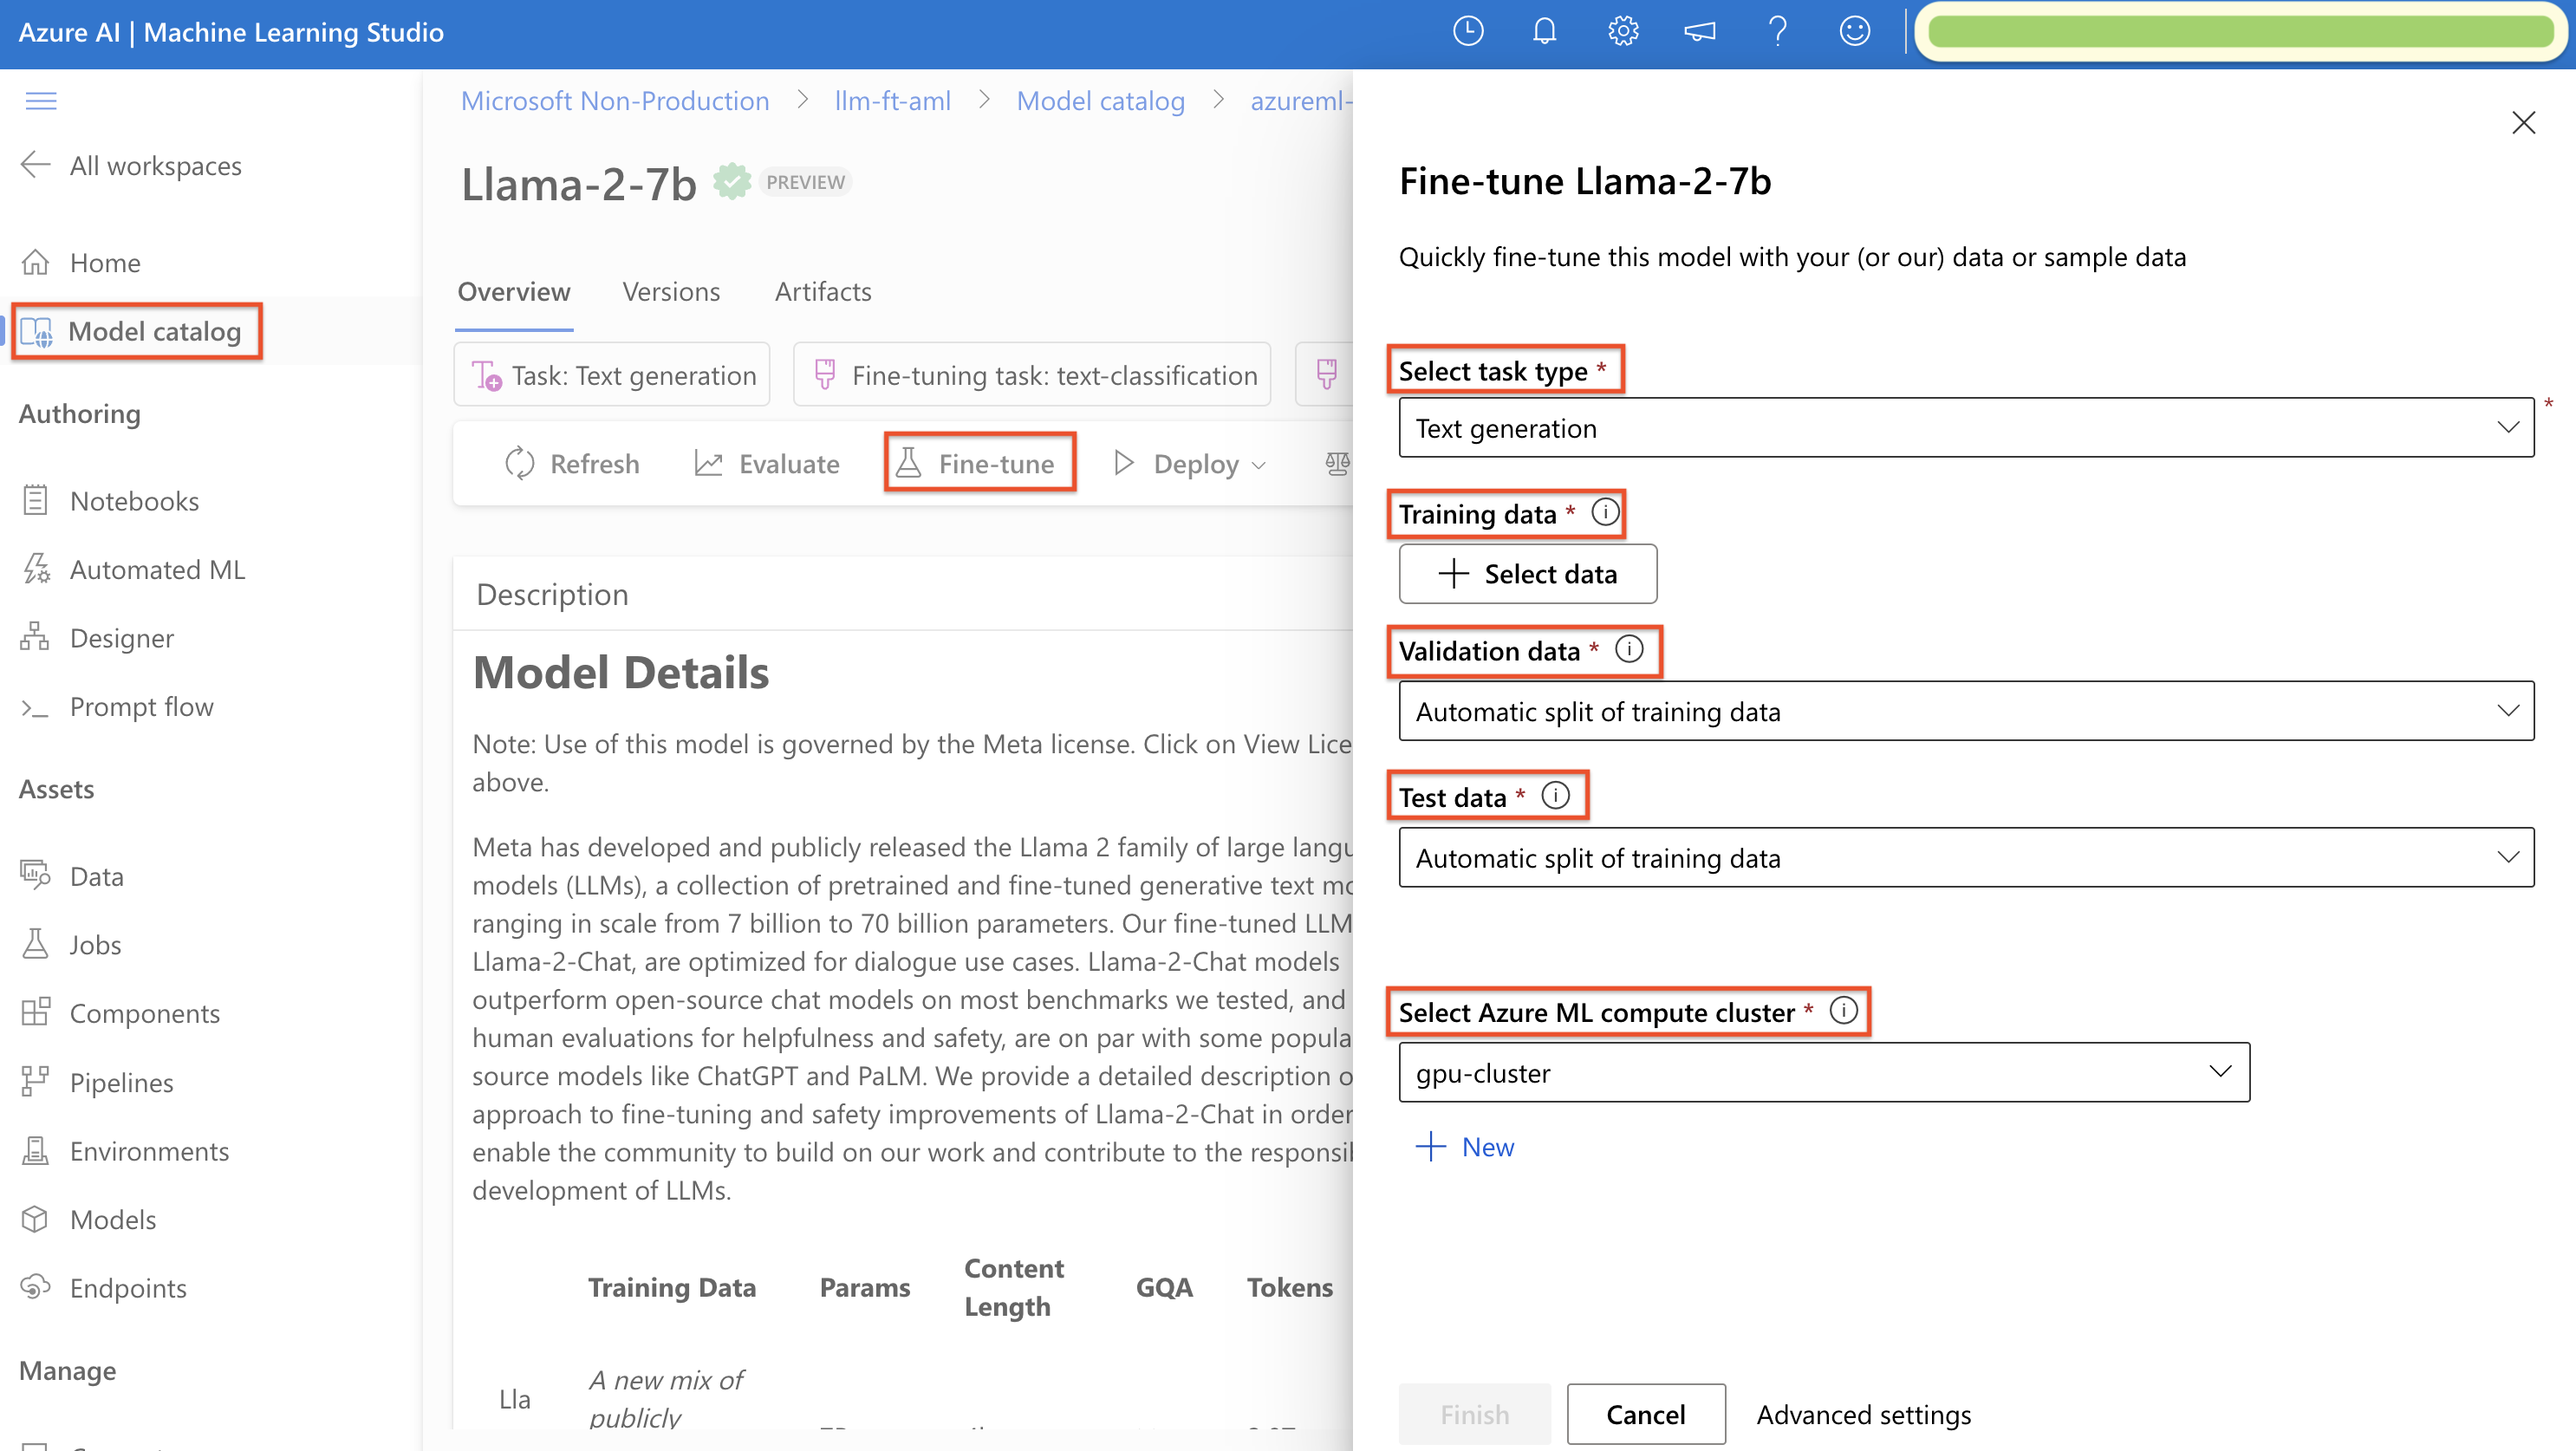 Azure AI | Machine Learning Studio
All workspaces
Home
Model catalog
Authoring
Notebooks
Automated ML
Designer
Prompt flow
Assets
Data
Jobs
Components
Pipelines
Environments
Models
Endpoints
Manage
Microsoft Non-Production > llm-ft-aml > Model catalog > azureml-
Llama-2-7b PREVIEW
Overview Versions Artifacts
Task: Text generation Fine-tuning task: text-classification
Refresh Evaluate Fine-tune Deploy
Description
Model Details
Note: Use of this model is governed by the Meta license. Click on View Lice
above.
Meta has developed and publicly released the Llama 2 family of large langu
models (LLMs), a collection of pretrained and fine-tuned generative text mo
ranging in scale from 7 billion to 70 billion parameters. Our fine-tuned LLM
Llama-2-Chat, are optimized for dialogue use cases. Llama-2-Chat models
outperform open-source chat models on most benchmarks we tested, and
human evaluations for helpfulness and safety, are on par with some popula
source models like ChatGPT and PaLM. We provide a detailed description o
approach to fine-tuning and safety improvements of Llama-2-Chat in order
enable the community to build on our work and contribute to the responsi
development of LLMs.
Training Data Params Content Length GQA Tokens
Lla
A new mix of
publicly
Fine-tune Llama-2-7b
Quickly fine-tune this model with your (or our) data or sample data
Select task type *
Text generation *
Training data *
+ Select data
Validation data *
Automatic split of training data
Test data *
Automatic split of training data
Select Azure ML compute cluster *
gpu-cluster
+ New
Finish Cancel Advanced settings